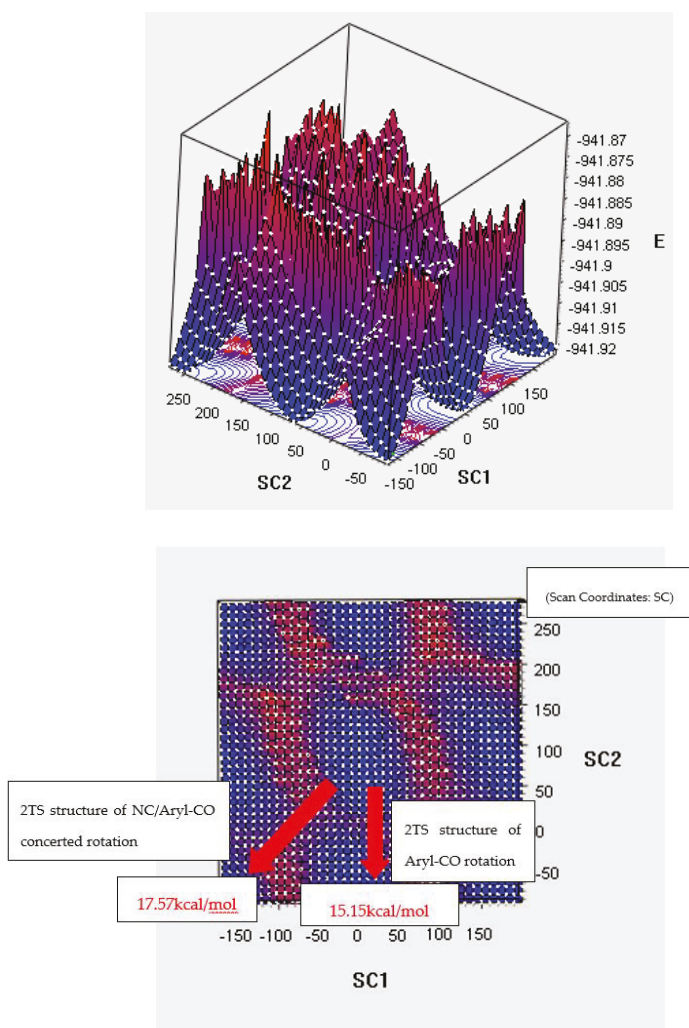 -941.87
-941.875
-941.88
-941.885
-941.89
-941.895
-941.9
-941.905
-941.91
-941.915
-941.92
E
250
200
150
100
50
0
-50
SC2
-150
-100
-50
0
50
100
150
SC1
(Scan Coordinates: SC)
250
200
150
100
50
0
-50
SC2
2TS structure of NC/Aryl-CO
concerted rotation
2TS structure of
Aryl-CO rotation
17.57kcal/mol
15.15kcal/mol
-150 -100 -50 0 50 100 150
SC1